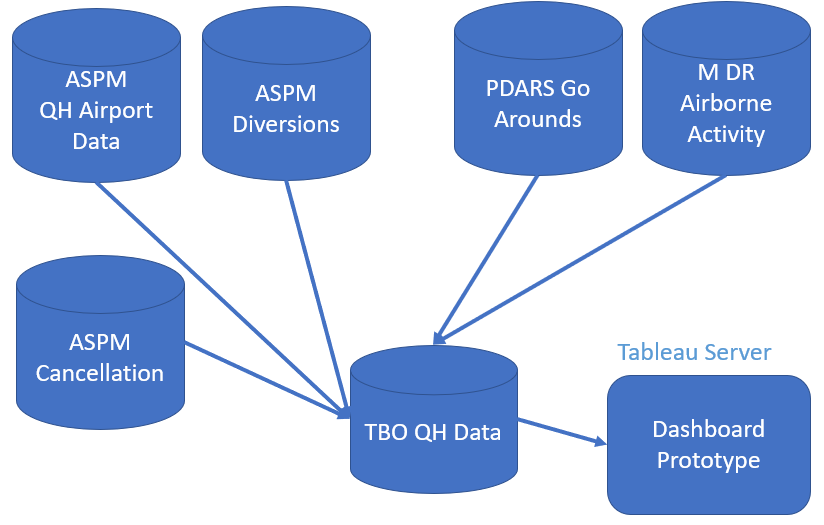 ASPM
QH Airport
Data
ASPM
Diversions
PDARS Go
Arounds
M DR
Airborne
Activity
ASPM
Cancellation
TBO QH Data
Tableau Server
Dashboard
Prototype